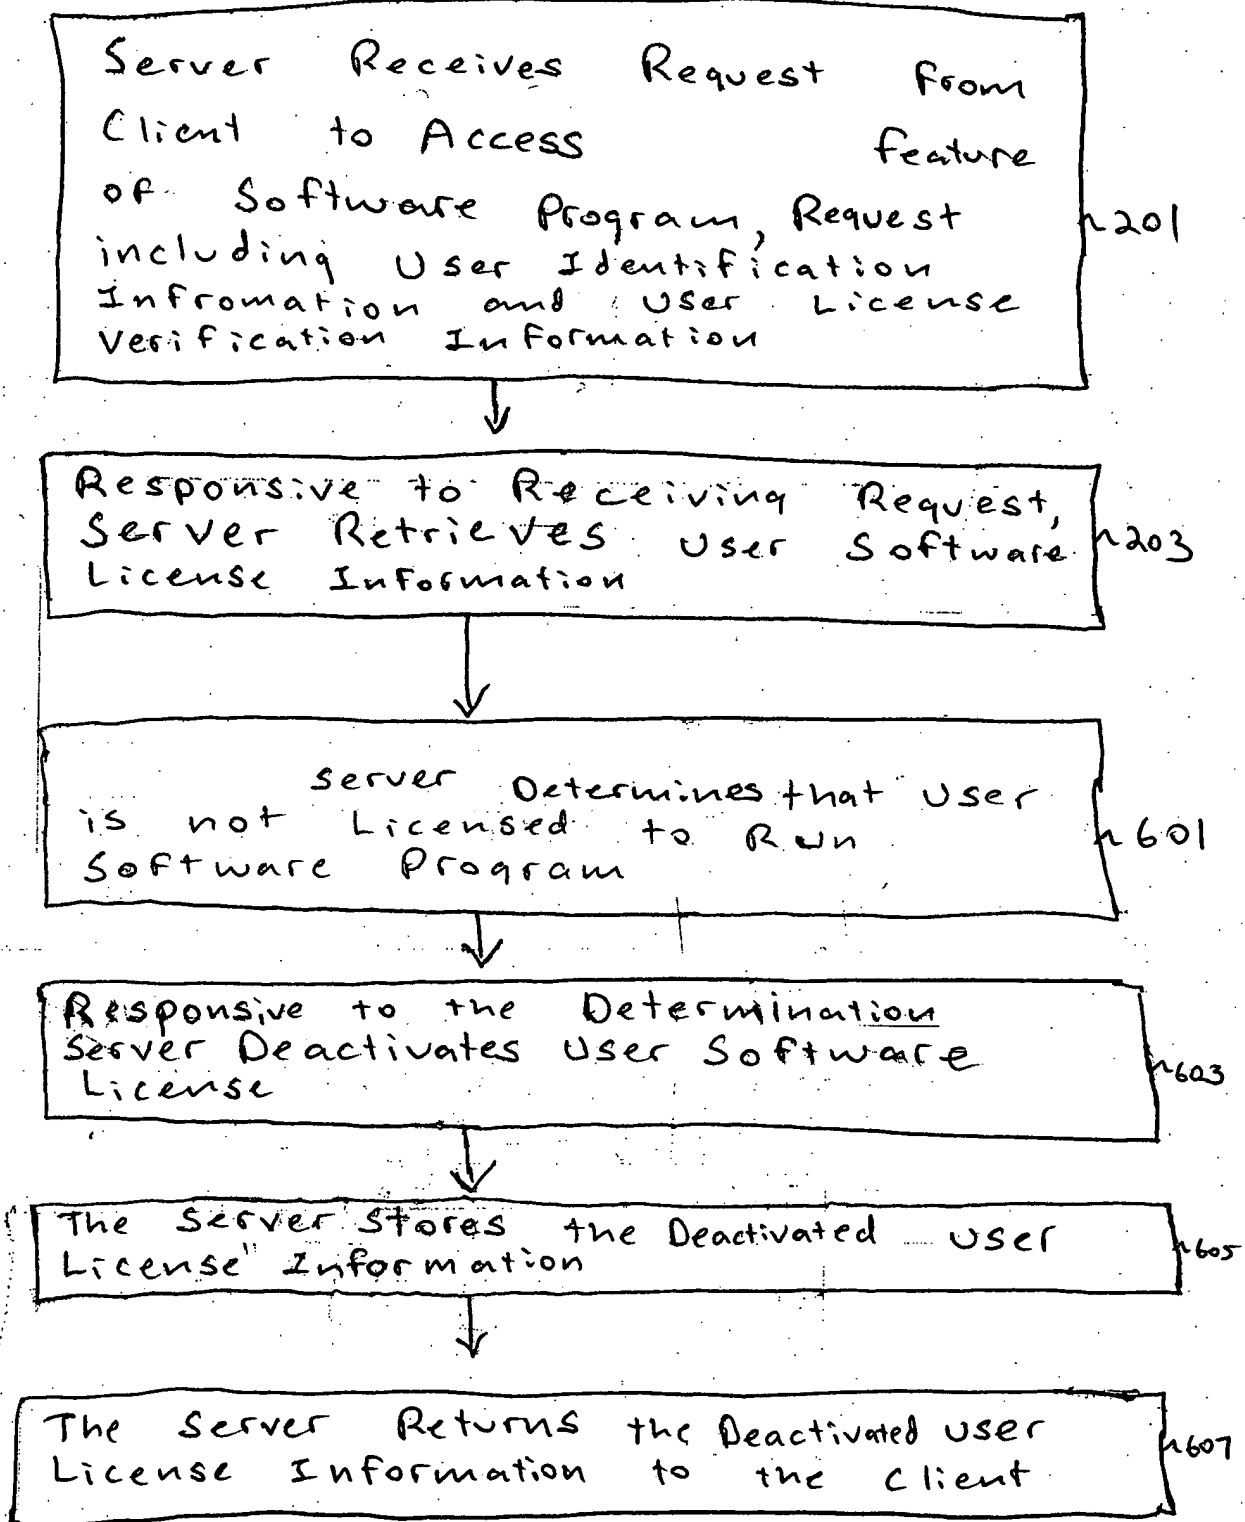 Server Receives Request from
Client to Access feature
of Software Program, Request
including User Identification
Infromation and User License
Verification Information
~201
Responsive to Receiving Request,
Server Retrieves User Software
License Information
~203
Server Determines that User
is not Licensed to Run
Software Program
~601
Responsive to the Determination
Server Deactivates User Software
License
~603
The Server Stores the Deactivated User
License Information
~605
The Server Returns the Deactivated User
License Information to the Client
~607